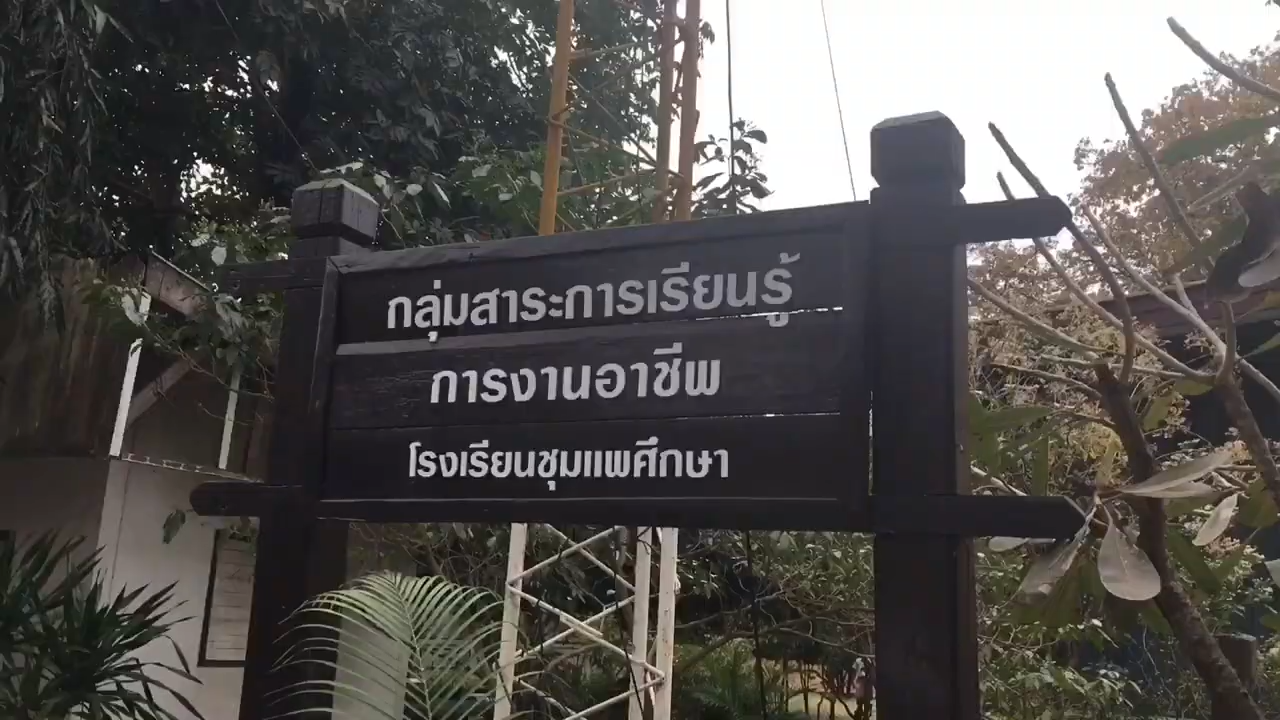 กลุ่มสาระการเรียนรู้
การงานอาชีพ
โรงเรียนชุมแพศึกษา